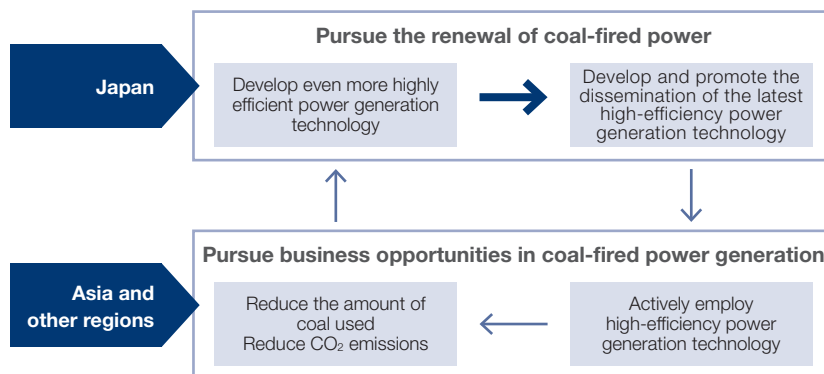 Pursue the renewal of coal-fired power
Japan
Develop even more highly
efficient power generation
technology
Develop and promote the
dissemination of the latest
high-efficiency power
generation technology
Pursue business opportunities in coal-fired power generation
Asia and
other regions
Reduce the amount of
coal used
Reduce CO₂ emissions
Actively employ
high-efficiency power
generation technology